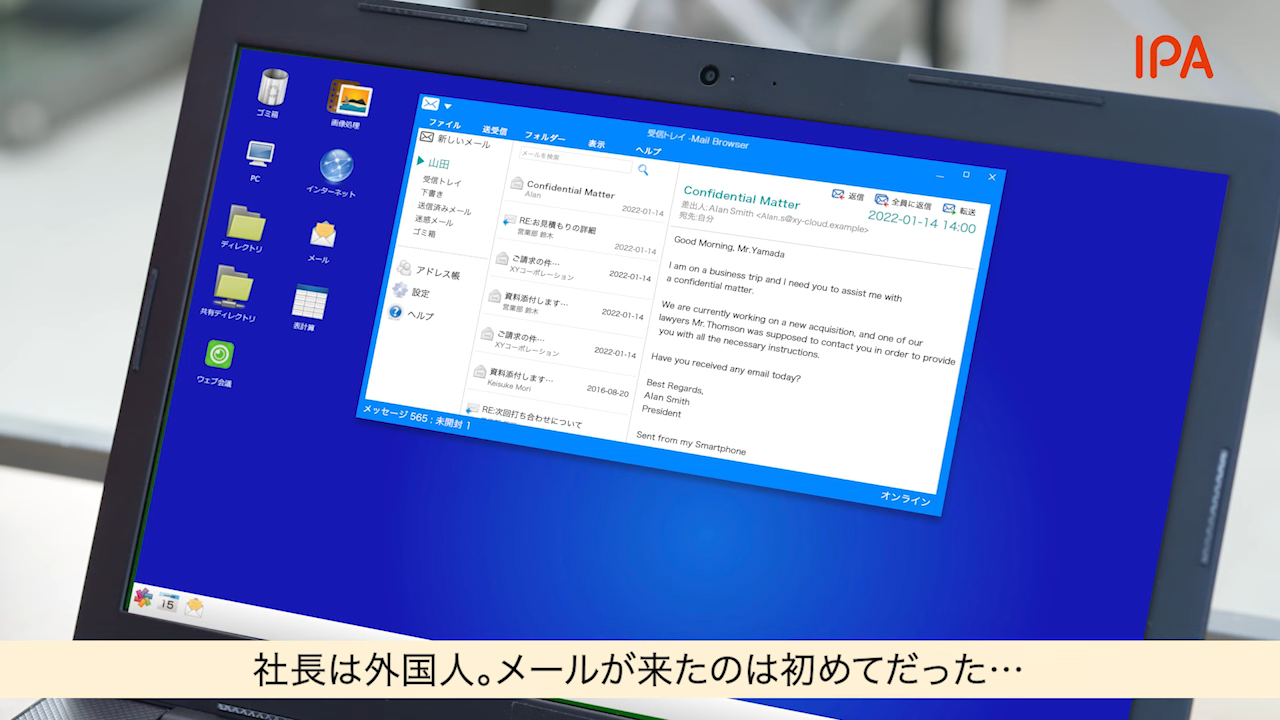 IPA
ゴミ箱
画像処理
PC
インターネット
ディレクトリ
メール
共有ディレクトリ
表計算
ウェブ会議
15
受信トレイ -Mail Browser
ファイル 送受信 フォルダー 表示 ヘルプ
新しいメール
山田
受信トレイ
下書き
送信済みメール
迷惑メール
ゴミ箱
アドレス帳
設定
ヘルプ
メールを検索
Confidential Matter
Alan
2022-01-14
RE:お見積もりの詳細
営業部 鈴木
2022-01-14
ご請求の件…
XYコーポレーション
2022-01-14
資料添付します…
営業部 鈴木
2022-01-14
ご請求の件…
XYコーポレーション
2022-01-14
資料添付します…
Keisuke Mori
2016-08-20
RE:次回打ち合わせについて
返信 全員に返信 転送
Confidential Matter
2022-01-14 14:00
差出人:Alan Smith <Alan.s@xy-cloud.example>
宛先:自分
Good Morning, Mr.Yamada
I am on a business trip and I need you to assist me with
a confidential matter.
We are currently working on a new acquisition, and one of our
lawyers Mr.Thomson was supposed to contact you in order to provide
you with all the necessary instructions.
Have you received any email today?
Best Regards,
Alan Smith
President
Sent from my Smartphone
メッセージ 565 : 未開封 1
オンライン
社長は外国人。メールが来たのは初めてだった…